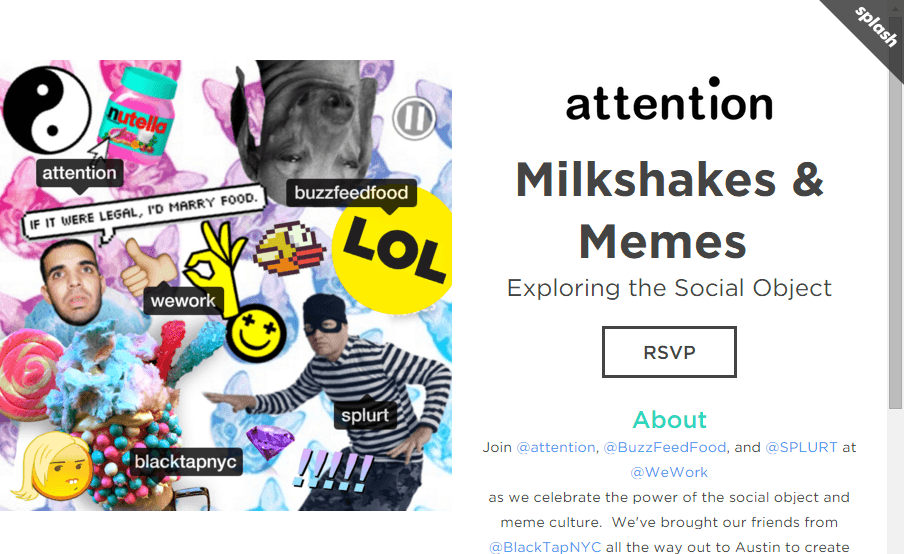 splash
nutella
attention
buzzfeedfood
IF IT WERE LEGAL, I'D MARRY FOOD.
LOL
wework
splurt
blacktapnyc
!!!!!
attention
Milkshakes &
Memes
Exploring the Social Object
RSVP
About
Join @attention, @BuzzFeedFood, and @SPLURT at
@WeWork
as we celebrate the power of the social object and
meme culture.  We've brought our friends from
@BlackTapNYC all the way out to Austin to create